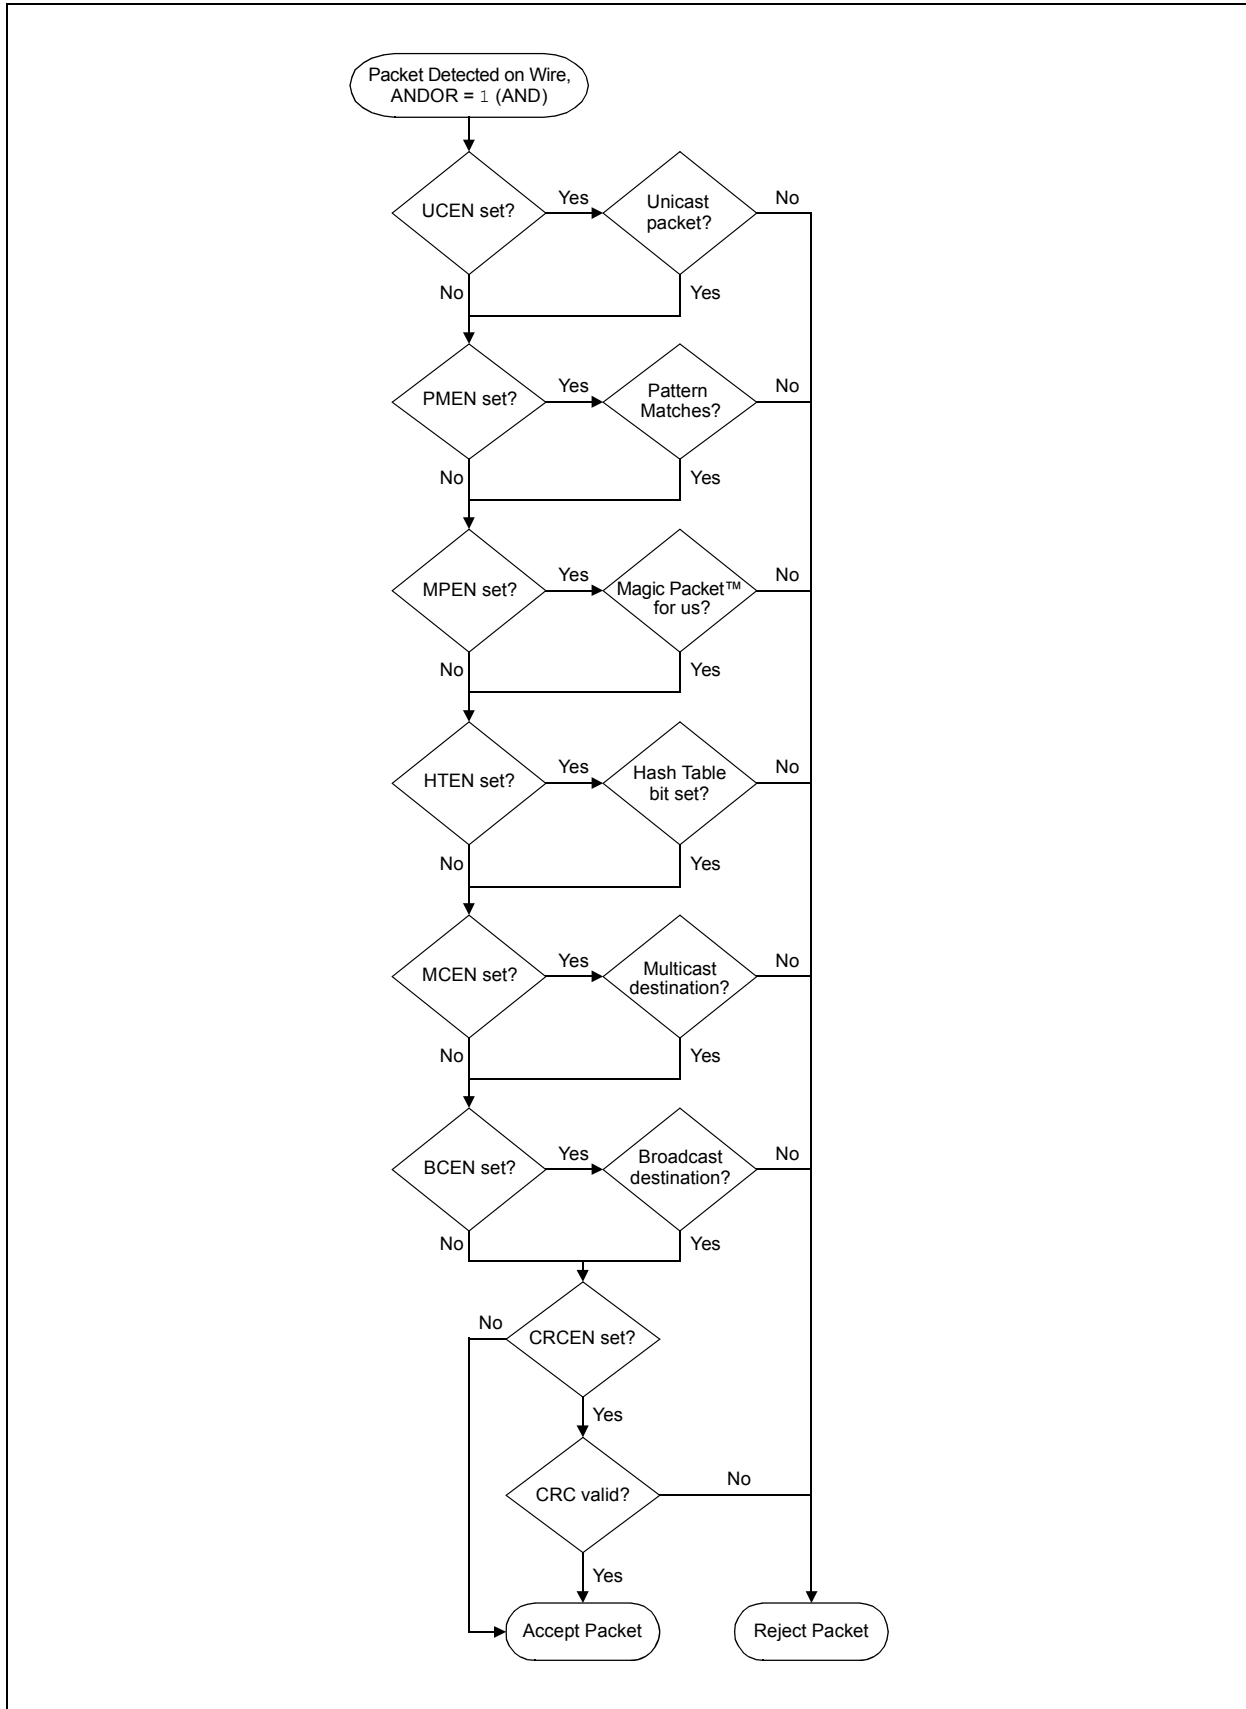 Packet Detected on Wire,
ANDOR = 1 (AND)
UCEN set?
Yes
Unicast
packet?
No
No
Yes
PMEN set?
Yes
Pattern
Matches?
No
No
Yes
MPEN set?
Yes
Magic Packet™
for us?
No
No
Yes
HTEN set?
Yes
Hash Table
bit set?
No
No
Yes
MCEN set?
Yes
Multicast
destination?
No
No
Yes
BCEN set?
Yes
Broadcast
destination?
No
No
Yes
No
CRCEN set?
Yes
CRC valid?
No
Yes
Accept Packet
Reject Packet